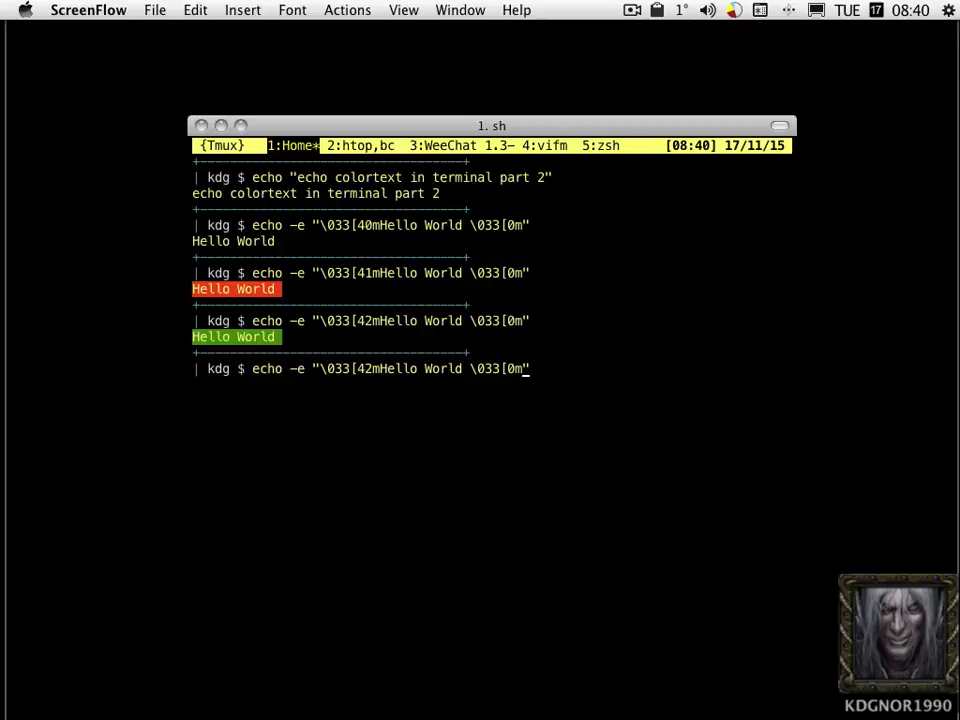 ScreenFlow File Edit Insert Font Actions View Window Help 1° TUE 17 08:40
1. sh
{Tmux} 1:Home* 2:htop,bc 3:WeeChat 1.3- 4:vifm 5:zsh [08:40] 17/11/15
+—————————————————————————————————+
| kdg $ echo "echo colortext in terminal part 2"
echo colortext in terminal part 2
+—————————————————————————————————+
| kdg $ echo -e "\033[40mHello World \033[0m"
Hello World
+—————————————————————————————————+
| kdg $ echo -e "\033[41mHello World \033[0m"
Hello World
+—————————————————————————————————+
| kdg $ echo -e "\033[42mHello World \033[0m"
Hello World
+—————————————————————————————————+
| kdg $ echo -e "\033[42mHello World \033[0m"
KDGNOR1990